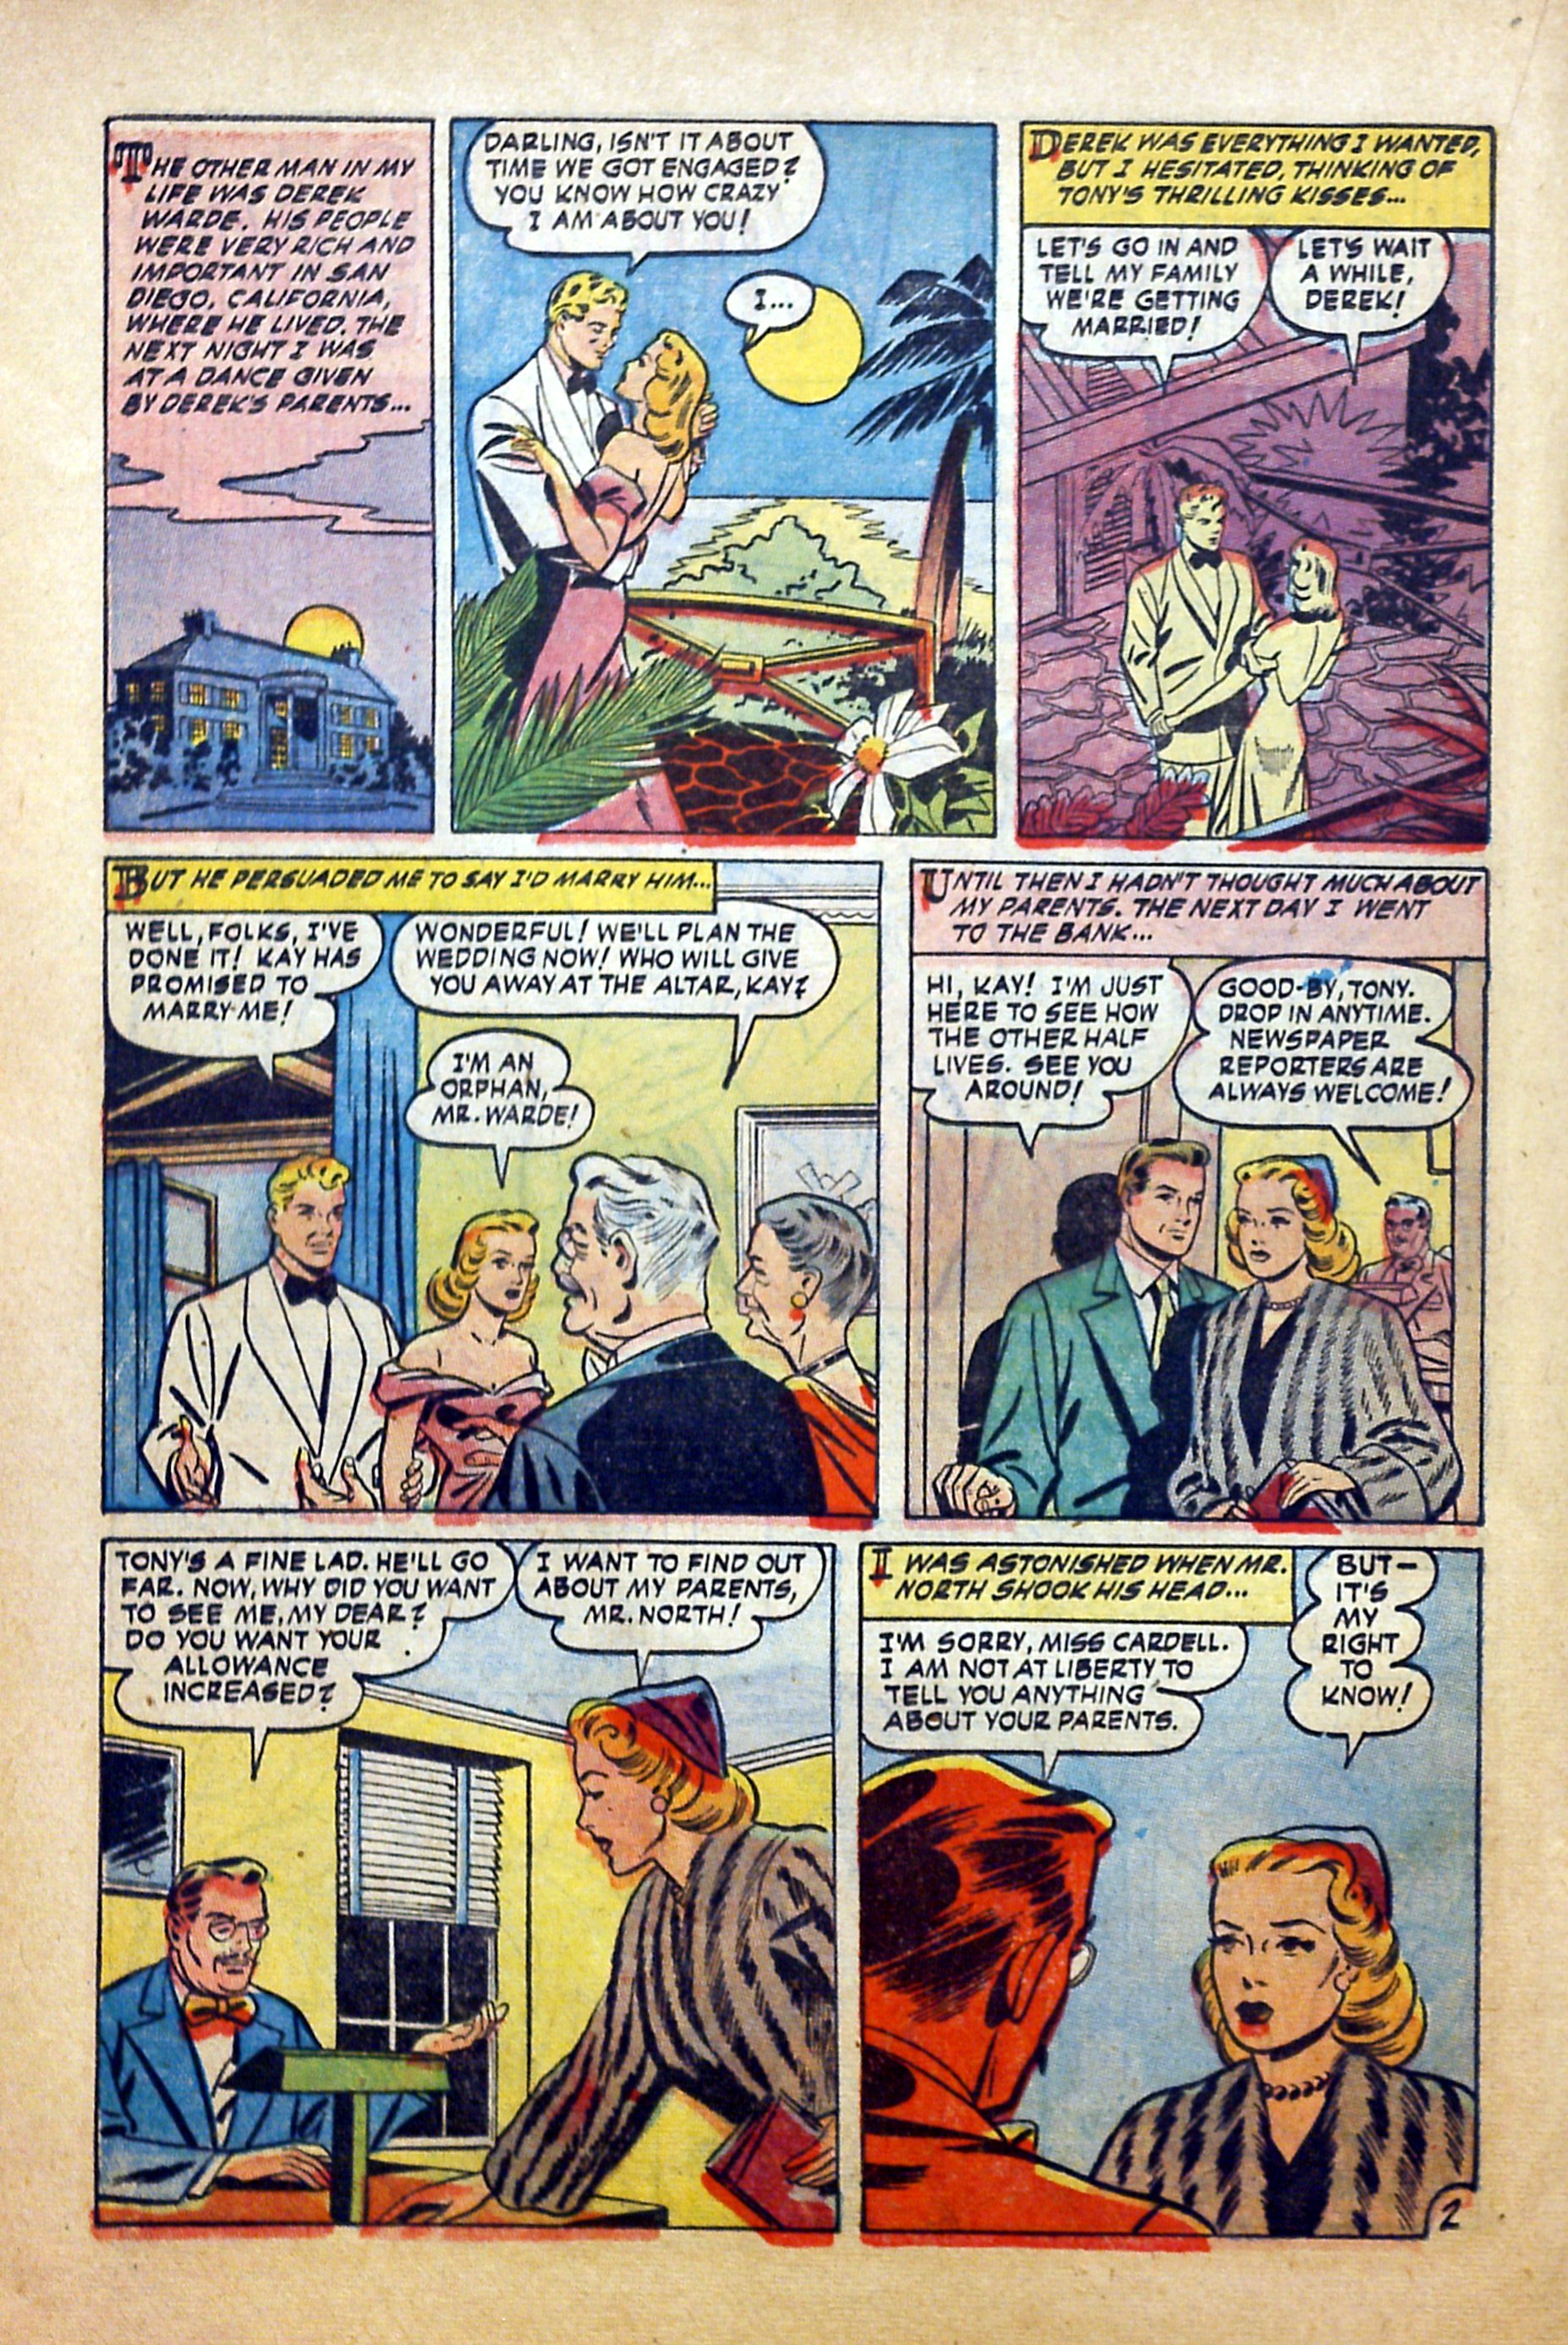 THE OTHER MAN IN MY
LIFE WAS DEREK
WARDE. HIS PEOPLE
WERE VERY RICH AND
IMPORTANT IN SAN
DIEGO, CALIFORNIA,
WHERE HE LIVED. THE
NEXT NIGHT I WAS
AT A DANCE GIVEN
BY DEREK'S PARENTS...
DARLING, ISN'T IT ABOUT
TIME WE GOT ENGAGED?
YOU KNOW HOW CRAZY
I AM ABOUT YOU!
I...
DEREK WAS EVERYTHING I WANTED,
BUT I HESITATED, THINKING OF
TONY'S THRILLING KISSES...
LET'S GO IN AND
TELL MY FAMILY
WE'RE GETTING
MARRIED!
LET'S WAIT
A WHILE,
DEREK!
BUT HE PERSUADED ME TO SAY I'D MARRY HIM...
WELL, FOLKS, I'VE
DONE IT! KAY HAS
PROMISED TO
MARRY ME!
WONDERFUL! WE'LL PLAN THE
WEDDING NOW! WHO WILL GIVE
YOU AWAY AT THE ALTAR, KAY?
I'M AN
ORPHAN,
MR. WARDE!
UNTIL THEN I HADN'T THOUGHT MUCH ABOUT
MY PARENTS. THE NEXT DAY I WENT
TO THE BANK...
HI, KAY! I'M JUST
HERE TO SEE HOW
THE OTHER HALF
LIVES. SEE YOU
AROUND!
GOOD-BY, TONY.
DROP IN ANYTIME.
NEWSPAPER
REPORTERS ARE
ALWAYS WELCOME!
TONY'S A FINE LAD. HE'LL GO
FAR. NOW, WHY DID YOU WANT
TO SEE ME, MY DEAR?
DO YOU WANT YOUR
ALLOWANCE
INCREASED?
I WANT TO FIND OUT
ABOUT MY PARENTS,
MR. NORTH!
I WAS ASTONISHED WHEN MR.
NORTH SHOOK HIS HEAD...
I'M SORRY, MISS CARDELL.
I AM NOT AT LIBERTY TO
TELL YOU ANYTHING
ABOUT YOUR PARENTS.
BUT-
IT'S
MY
RIGHT
TO
KNOW!
2